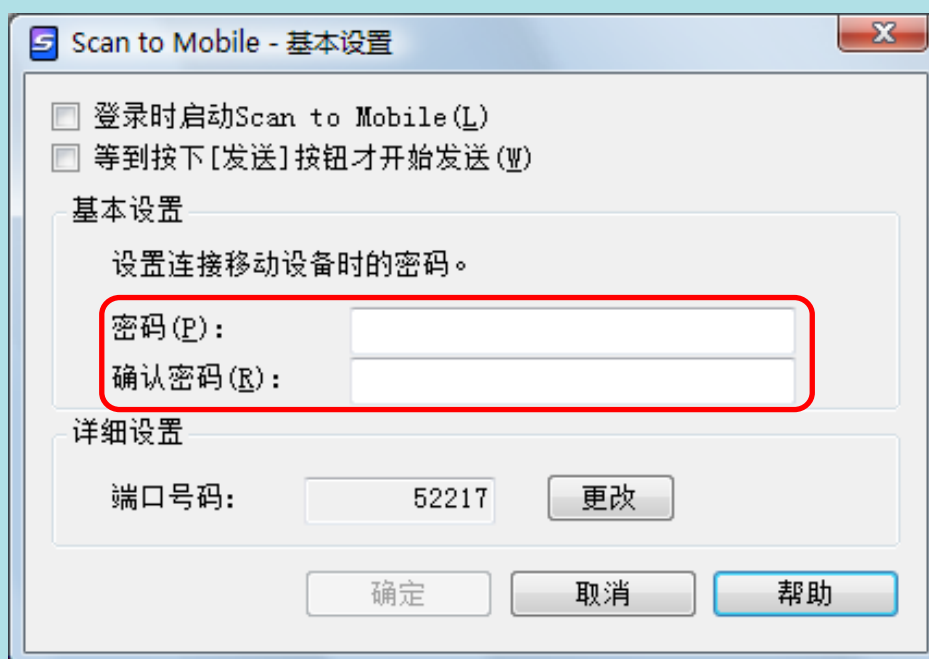 Scan to Mobile - 基本设置
登录时启动Scan to Mobile(L)
等到按下[发送]按钮才开始发送(W)
基本设置
设置连接移动设备时的密码。
密码(P):
确认密码(R):
详细设置
端口号码: 52217 更改
确定 取消 帮助